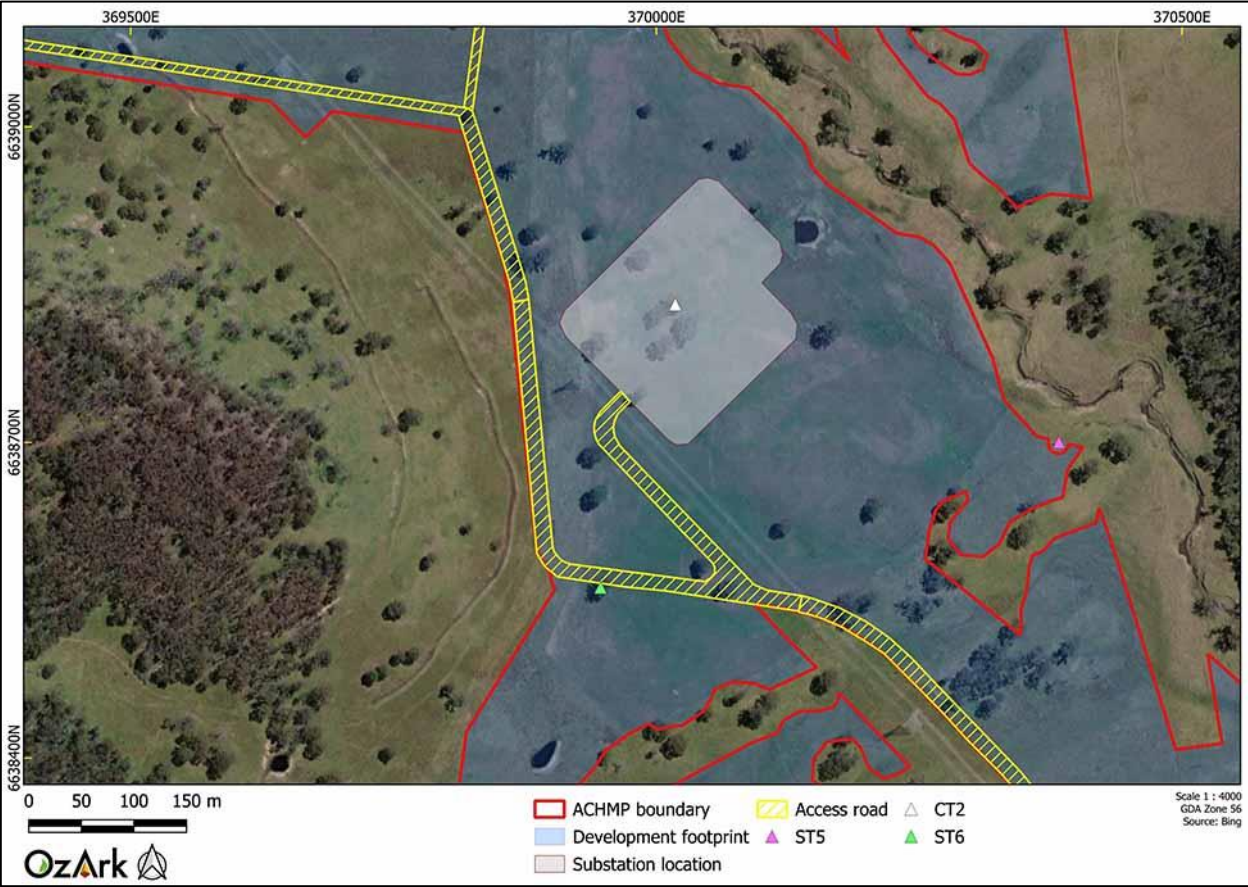 369500E 370000E 370500E
6639000N
6638700N
6638400N
0 50 100 150 m
OzArk
ACHMP boundary
Development footprint
Substation location
Access road
ST5
CT2
ST6
Scale 1 : 4000
GDA Zone 56
Source: Bing